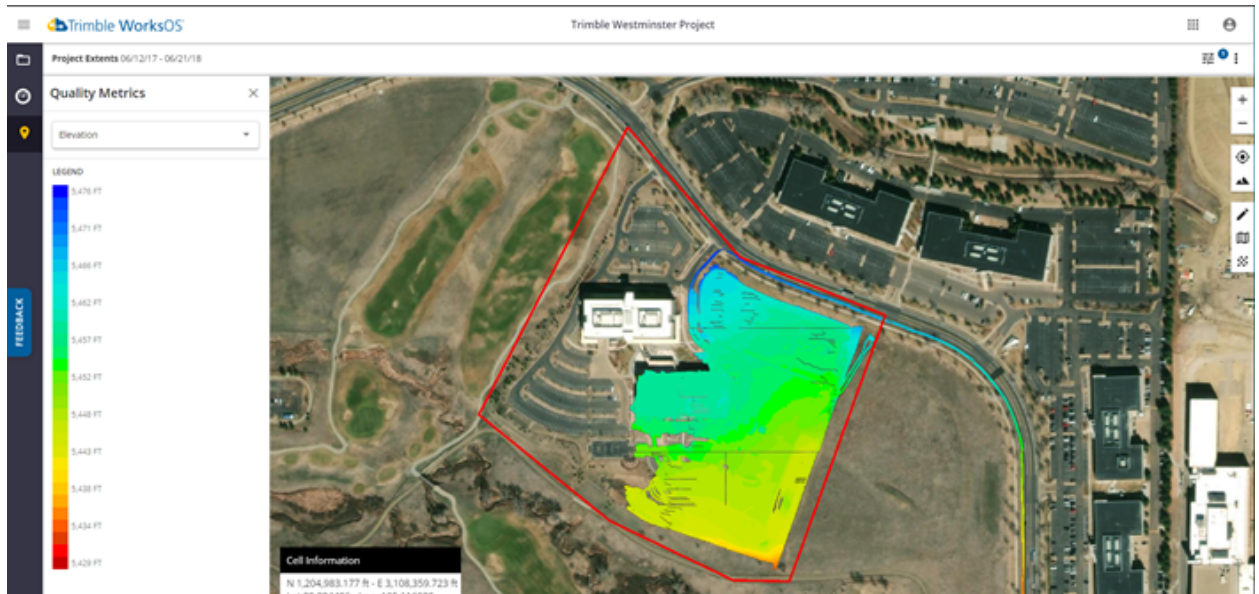 Trimble WorksOS
Trimble Westminster Project
Project Extents 06/12/17 - 06/21/18
Quality Metrics
Elevation
LEGEND
5,476 FT
5,471 FT
5,466 FT
5,462 FT
5,457 FT
5,452 FT
5,448 FT
5,443 FT
5,438 FT
5,434 FT
5,429 FT
FEEDBACK
Cell Information
N 1,204,983.177 ft - E 3,108,359.723 ft